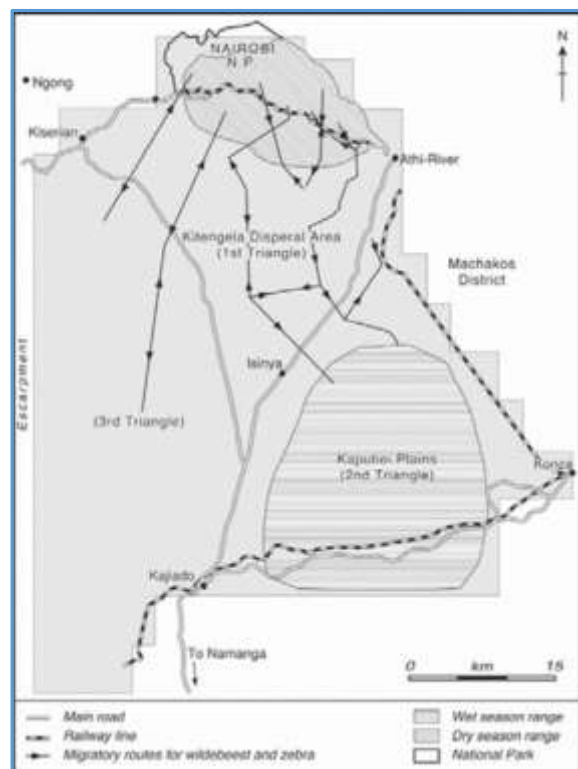 NAIROBI
N.P.
N
Ngong
Kiserian
Athi-River
Kitengela Disperal Area
(1st Triangle)
Machakos
District
Isinya
Escarpment
(3rd Triangle)
Kaputiei Plains
(2nd Triangle)
Konza
Kajiado
To Namanga
0 km 15
Main road
Railway line
Migratory routes for wildebeest and zebra
Wet season range
Dry season range
National Park